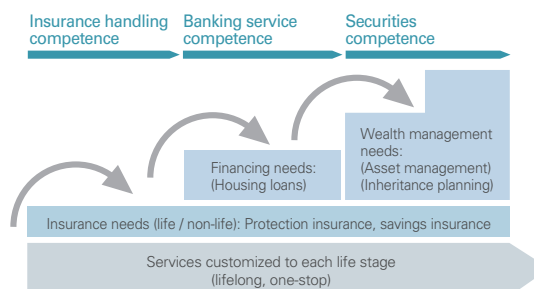 Insurance handling
competence
Banking service
competence
Securities
competence
Wealth management
needs:
(Asset management)
(Inheritance planning)
Financing needs:
(Housing loans)
Insurance needs (life / non-life): Protection insurance, savings insurance
Services customized to each life stage
(lifelong, one-stop)